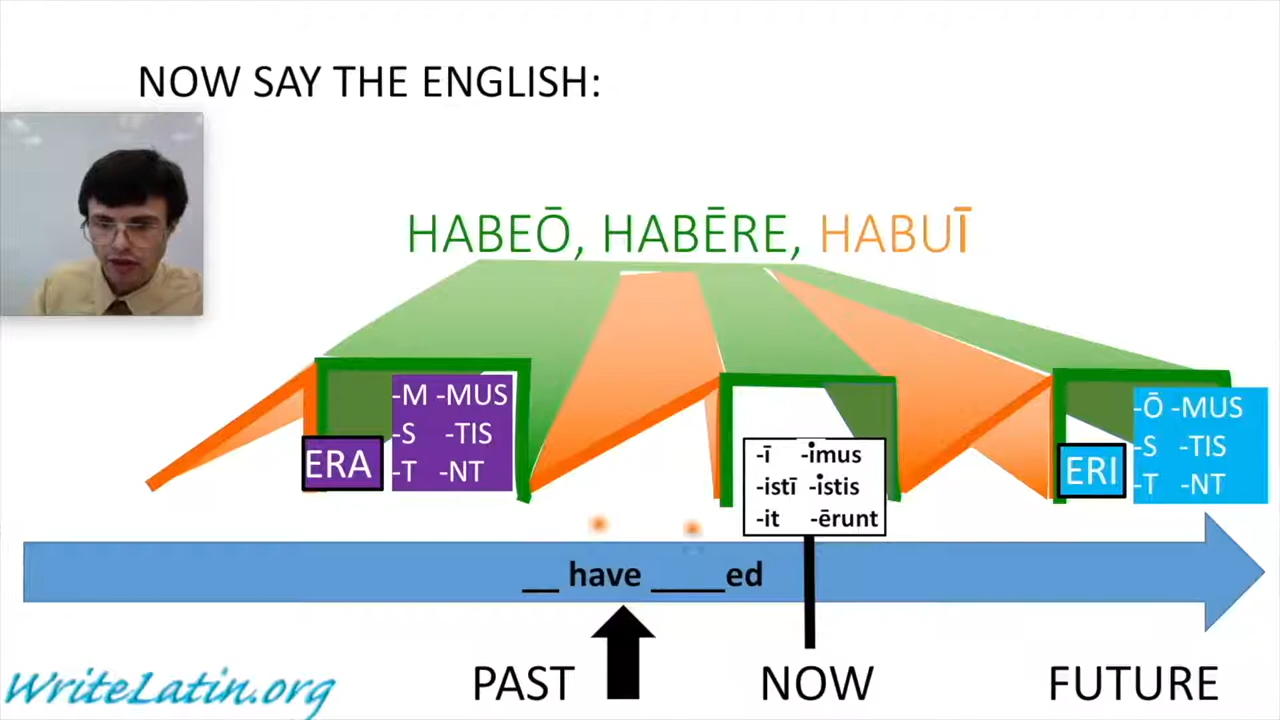 NOW SAY THE ENGLISH:
HABEŌ, HABĒRE, HABUĪ
-M -MUS
-S -TIS
-T -NT
ERA
-ī -imus
-istī -istis
-it -ērunt
-Ō -MUS
-S -TIS
-T -NT
ERI
__ have ____ed
PAST
NOW
FUTURE
WriteLatin.org